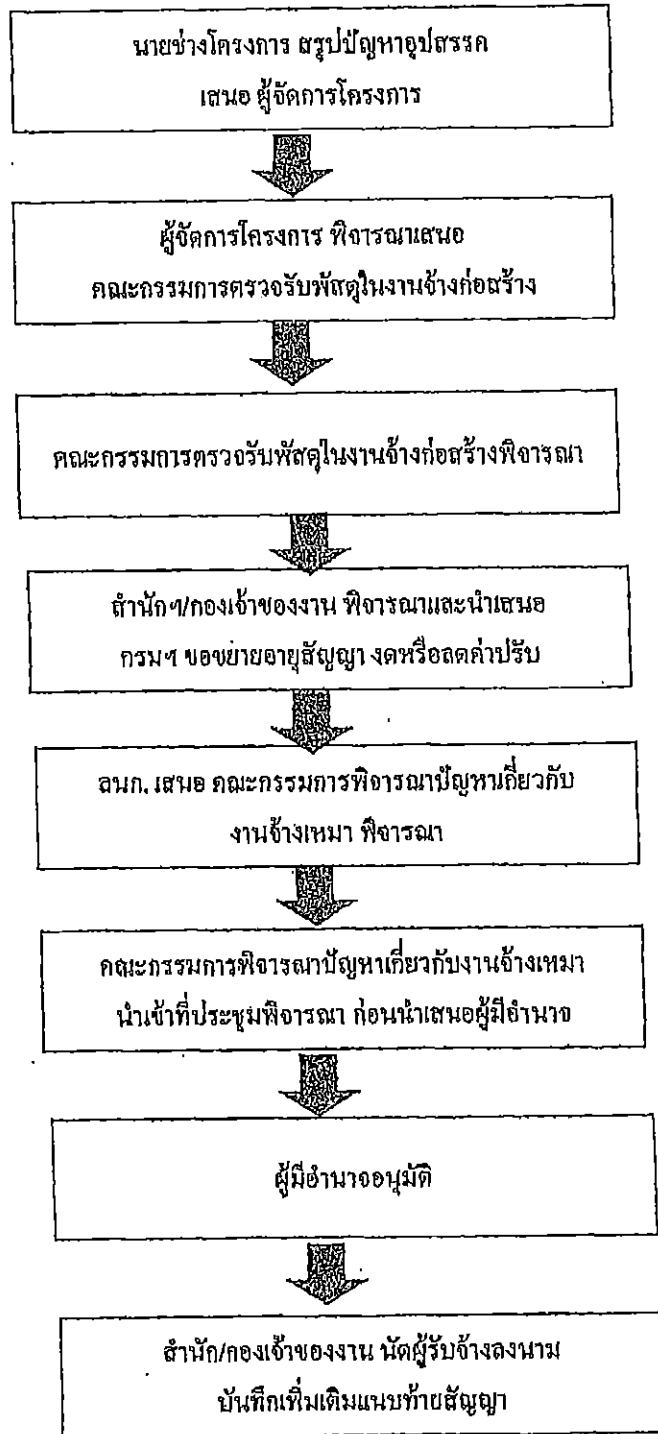 นายช่างโครงการ สรุปปัญหาอุปสรรค
เสนอ ผู้จัดการโครงการ
ผู้จัดการโครงการ พิจารณาเสนอ
คณะกรรมการตรวจรับพัสดุในงานจ้างก่อสร้าง
คณะกรรมการตรวจรับพัสดุในงานจ้างก่อสร้างพิจารณา
สำนักฯ/กองเจ้าของงาน พิจารณาและนำเสนอ
กรมฯ ขอขยายอายุสัญญา งดหรือลดค่าปรับ
ลนก. เสนอ คณะกรรมการพิจารณาปัญหาเกี่ยวกับ
งานจ้างเหมา พิจารณา
คณะกรรมการพิจารณาปัญหาเกี่ยวกับงานจ้างเหมา
นำเข้าที่ประชุมพิจารณา ก่อนนำเสนอผู้มีอำนาจ
ผู้มีอำนาจอนุมัติ
สำนัก/กองเจ้าของงาน นัดผู้รับจ้างลงนาม
บันทึกเพิ่มเติมแนบท้ายสัญญา